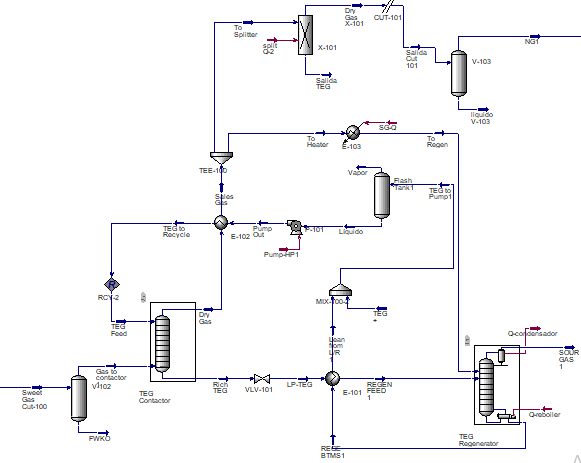 To
Splitter
Dry
Gas
X-101
CUT-101
split
Q-2
X-101
Salida
TEG
Salida
Cut
101
V-103
NG1
liquido
V-103
To
Heater
E-103
SG-Q
To
Regen
TEE-100
Sales
Gas
Vapor
Flash
Tank1
TEG to
Pump1
TEG to
Recycle
E-102
Pump
Out
P-101
Liquido
Pump-HP1
RCY-2
TEG
Feed
Dry
Gas
MIX-100-2
TEG
+
Lean
from
L/R
1
Gas to
contactor
1
V-102
Sweet
Gas
Cut-100
FWKO
TEG
Contactor
Rich
TEG
VLV-101
LP-TEG
E-101
REGEN
FEED
1
Q-condensador
SOUR
GAS
1
Q-reboiler
TEG
Regenerator
REGE
BTMS1